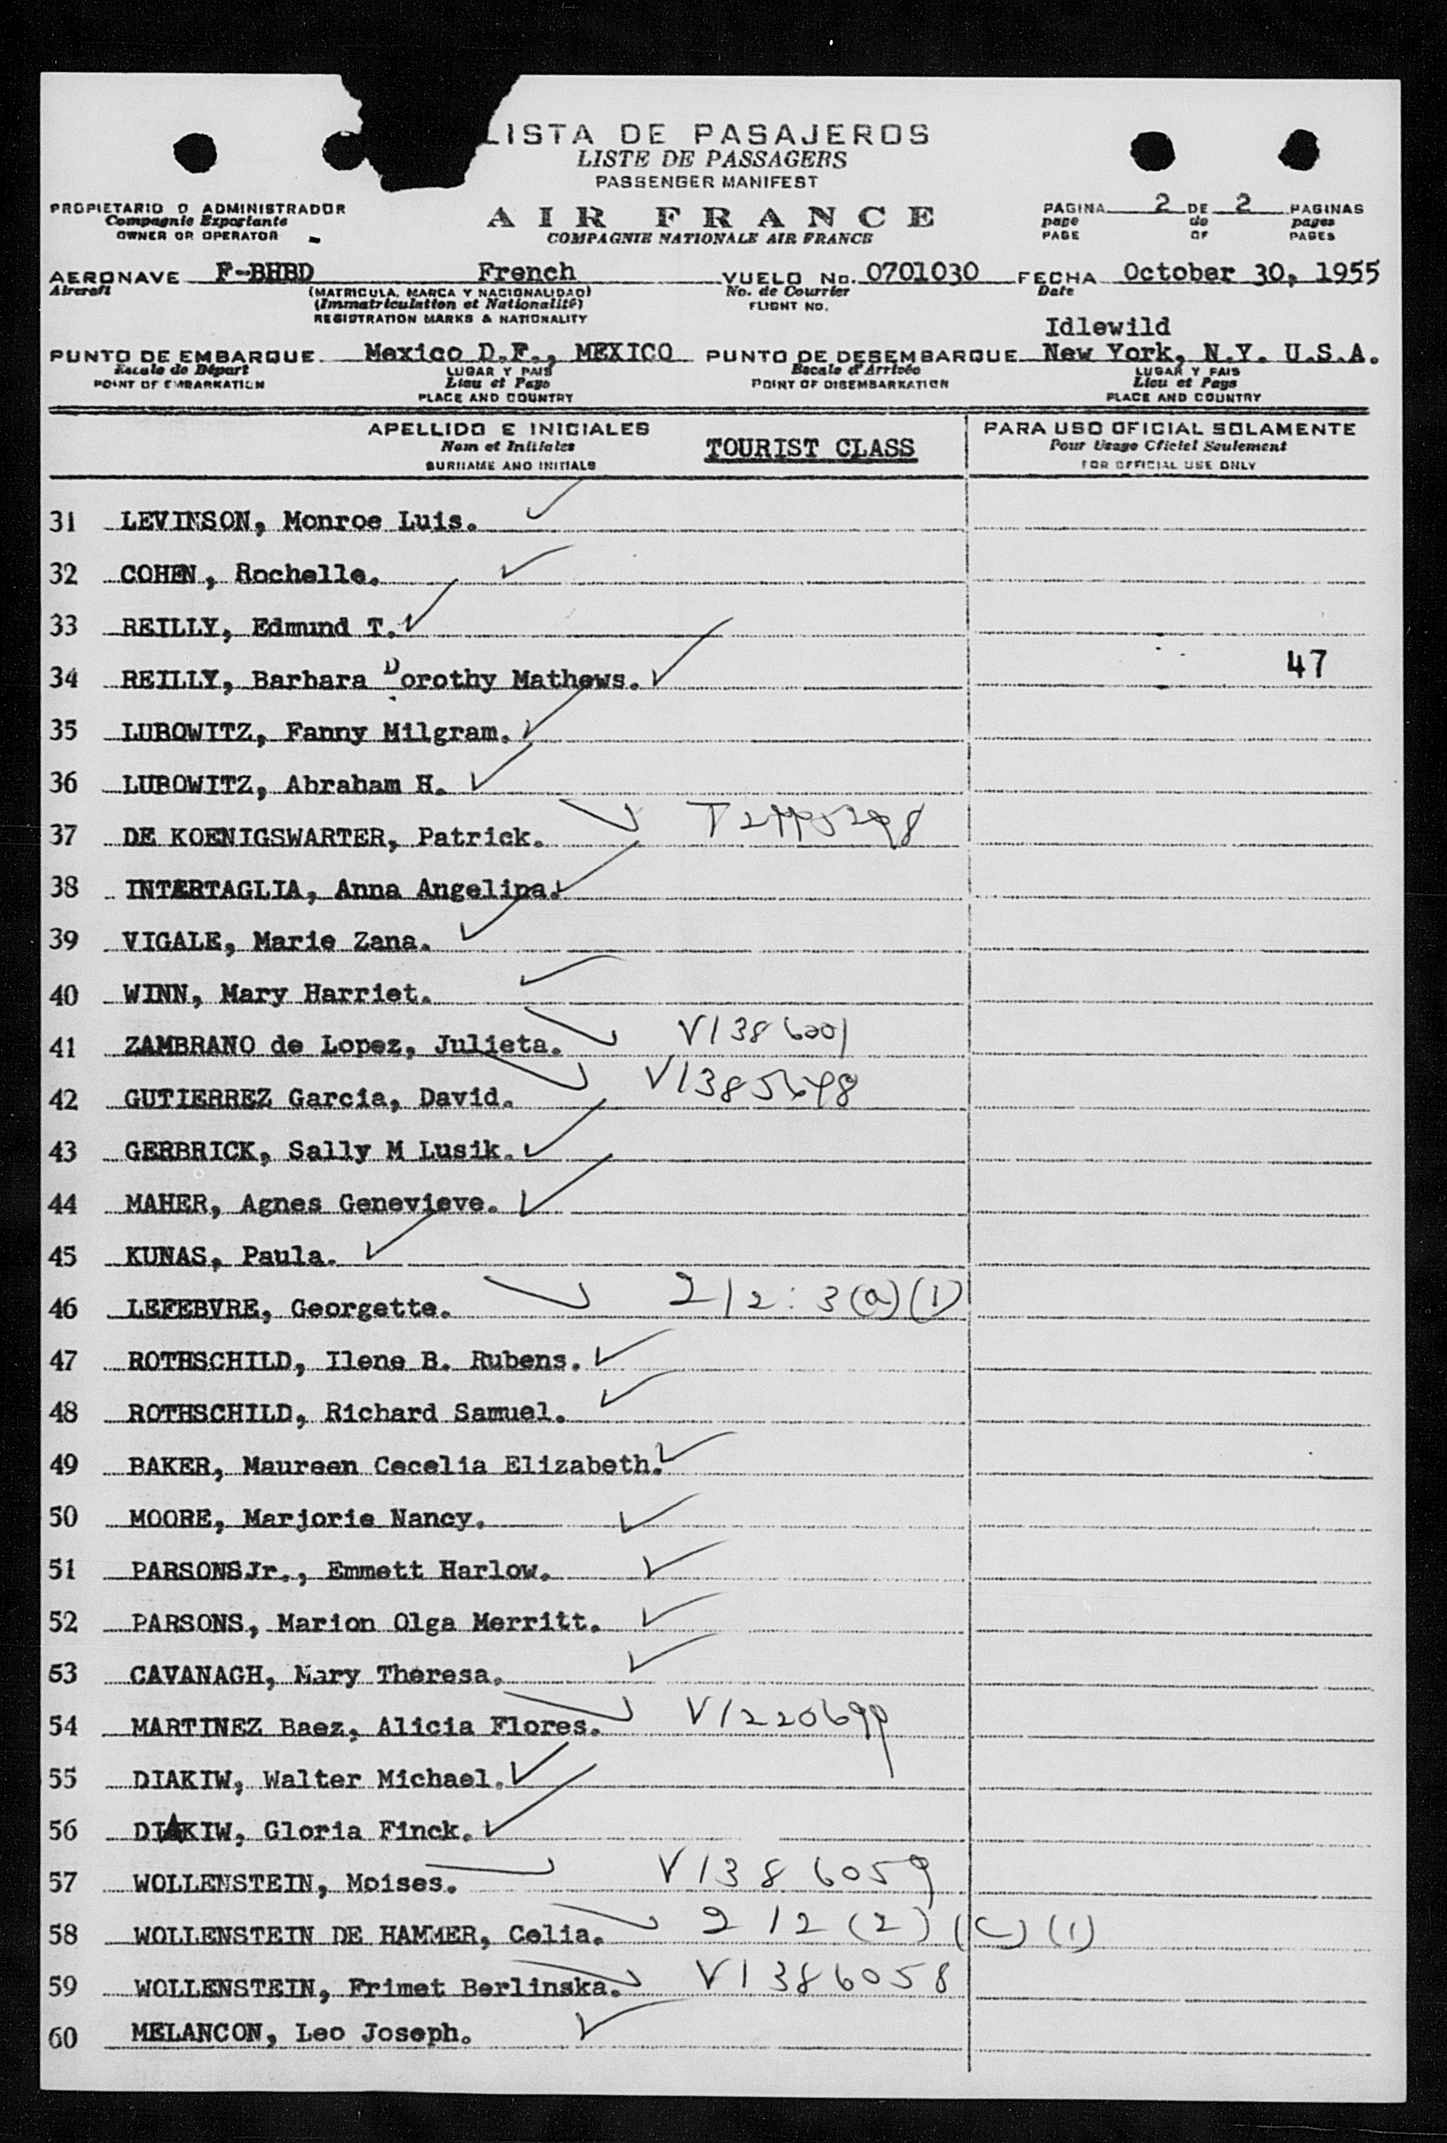 LISTA DE PASAJEROS
LISTE DE PASSAGERS
PASSENGER MANIFEST
PROPIETARIO O ADMINISTRADOR
Compagnie Exportante
OWNER OR OPERATOR
AIR FRANCE
COMPAGNIE NATIONALE AIR FRANCE
PAGINA 2 DE 2 PAGINAS
page de pages
PAGE OF PAGES
AERONAVE F-BHBD French VUELO No. 0701030 FECHA October 30, 1955
Aircraft (MATRICULA, MARCA Y NACIONALIDAD) No. de Courrier Date
(Immatriculation et Nationalité) FLIGHT NO.
REGISTRATION MARKS & NATIONALITY
Idlewild
PUNTO DE EMBARQUE Mexico D.F., MEXICO PUNTO DE DESEMBARQUE New York, N.Y. U.S.A.
Escale de Départ LUGAR Y PAIS Escale d'Arrivée LUGAR Y PAIS
POINT OF EMBARKATION Lieu et Pays POINT OF DISEMBARKATION Lieu et Pays
PLACE AND COUNTRY PLACE AND COUNTRY
APELLIDO E INICIALES TOURIST CLASS PARA USO OFICIAL SOLAMENTE
Nom et Initiales Pour Usage Officiel Seulement
SURNAME AND INITIALS FOR OFFICIAL USE ONLY
31 LEVINSON, Monroe Luis.
32 COHEN, Rochelle.
33 REILLY, Edmund T.
34 REILLY, Barbara Dorothy Mathews. 47
35 LUBOWITZ, Fanny Milgram.
36 LUBOWITZ, Abraham H.
37 DE KOENIGSWARTER, Patrick.
38 INTERTAGLIA, Anna Angelina.
39 VIGALE, Marie Zana.
40 WINN, Mary Harriet.
41 ZAMBRANO de Lopez, Julieta. V1386201
42 GUTIERREZ Garcia, David. V1385698
43 GERBRICK, Sally M Lusik.
44 MAHER, Agnes Genevieve.
45 KUNAS, Paula.
46 LEFEBVRE, Georgette. 212:3(a)(1)
47 ROTHSCHILD, Ilene B. Rubens.
48 ROTHSCHILD, Richard Samuel.
49 BAKER, Maureen Cecelia Elizabeth.
50 MOORE, Marjorie Nancy.
51 PARSONSJr., Emmett Harlow.
52 PARSONS, Marion Olga Merritt.
53 CAVANAGH, Mary Theresa.
54 MARTINEZ Baez, Alicia Flores. V1220699
55 DIAKIW, Walter Michael.
56 DIAKIW, Gloria Finck.
57 WOLLENSTEIN, Moises. V1386059
58 WOLLENSTEIN DE HAMMER, Celia. 212(2)(C)(1)
59 WOLLENSTEIN, Frimet Berlinska. V1386058
60 MELANCON, Leo Joseph.